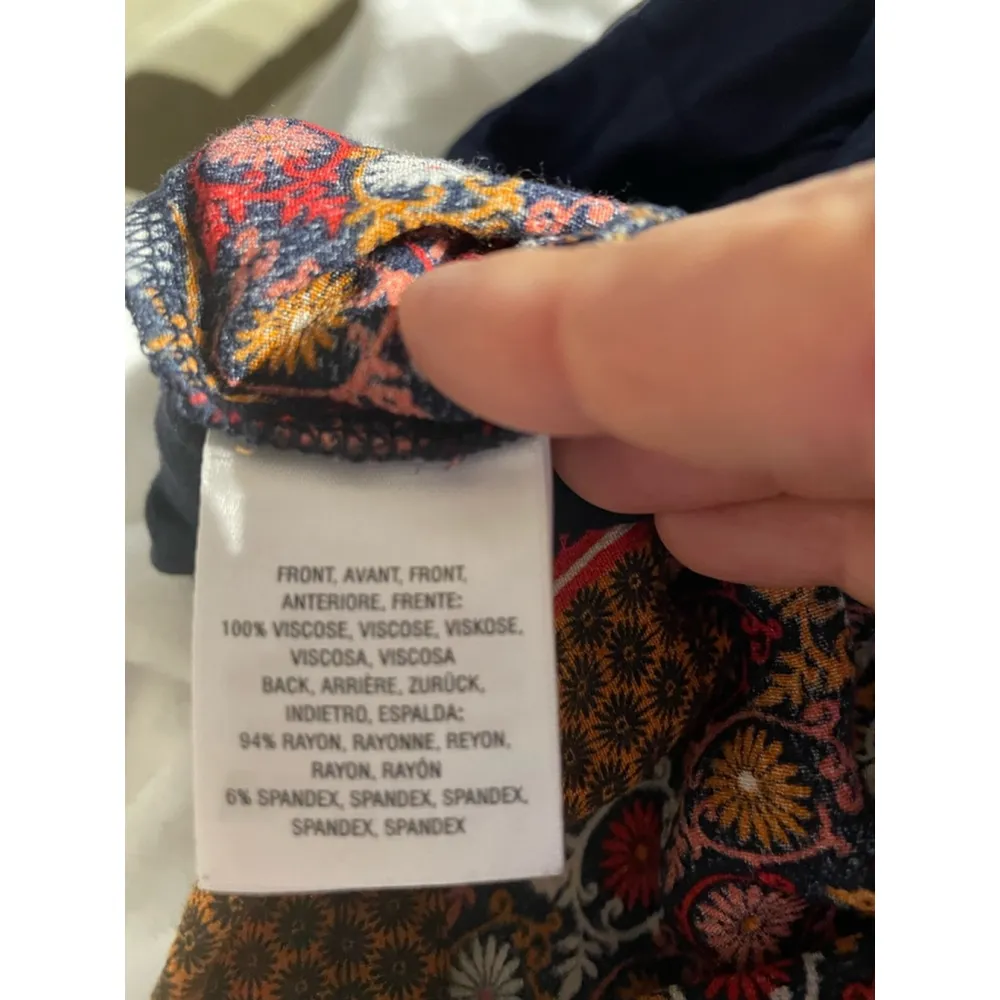 FRONT, AVANT, FRONT,
ANTERIORE, FRENTE:
100% VISCOSE, VISCOSE, VISKOSE,
VISCOSA, VISCOSA
BACK, ARRIÈRE, ZURÜCK,
INDIETRO, ESPALDA:
94% RAYON, RAYONNE, REYON,
RAYON, RAYÓN
6% SPANDEX, SPANDEX, SPANDEX,
SPANDEX, SPANDEX